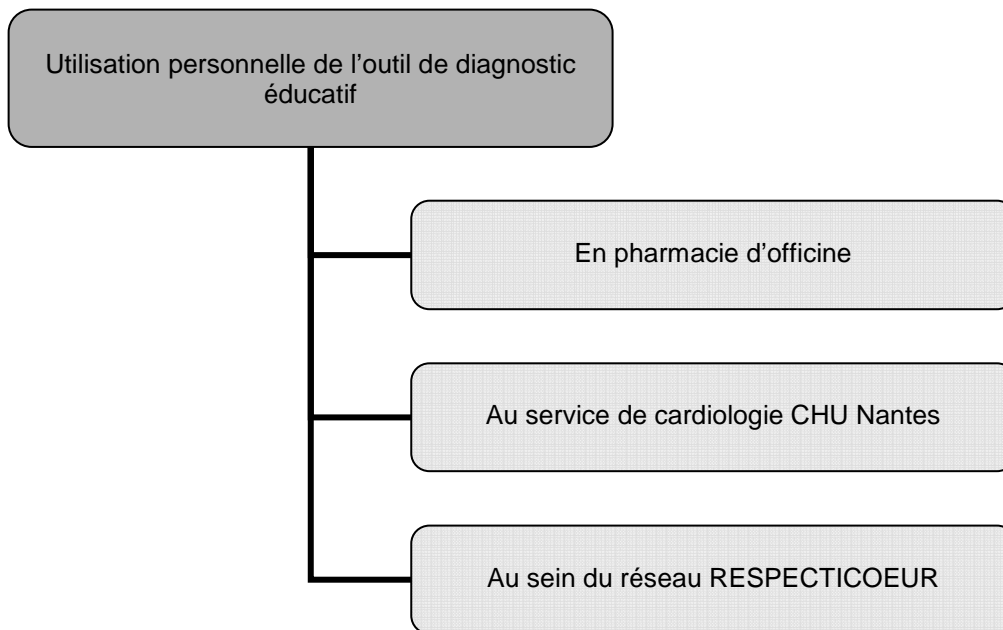 Utilisation personnelle de l’outil de diagnostic
éducatif
En pharmacie d’officine
Au service de cardiologie CHU Nantes
Au sein du réseau RESPECTICOEUR